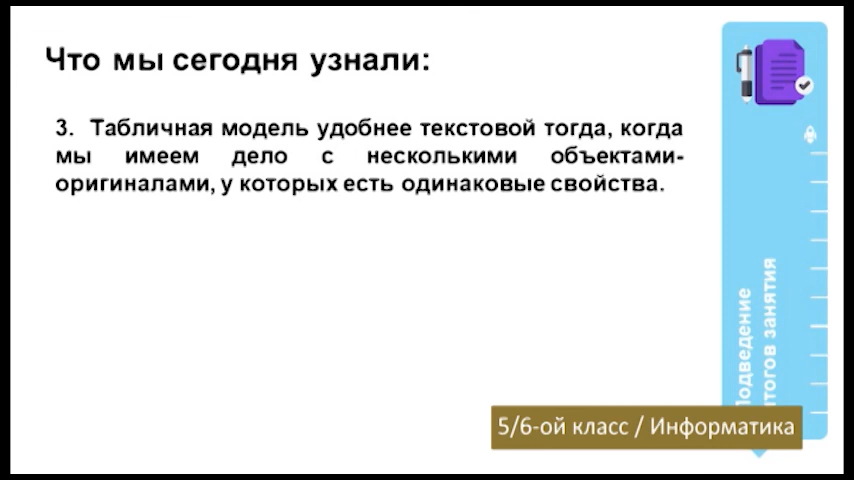 Что мы сегодня узнали:
3. Табличная модель удобнее текстовой тогда, когда
мы имеем дело с несколькими объектами-
оригиналами, у которых есть одинаковые свойства.
Подведение
итогов занятия
5/6-ой класс / Информатика